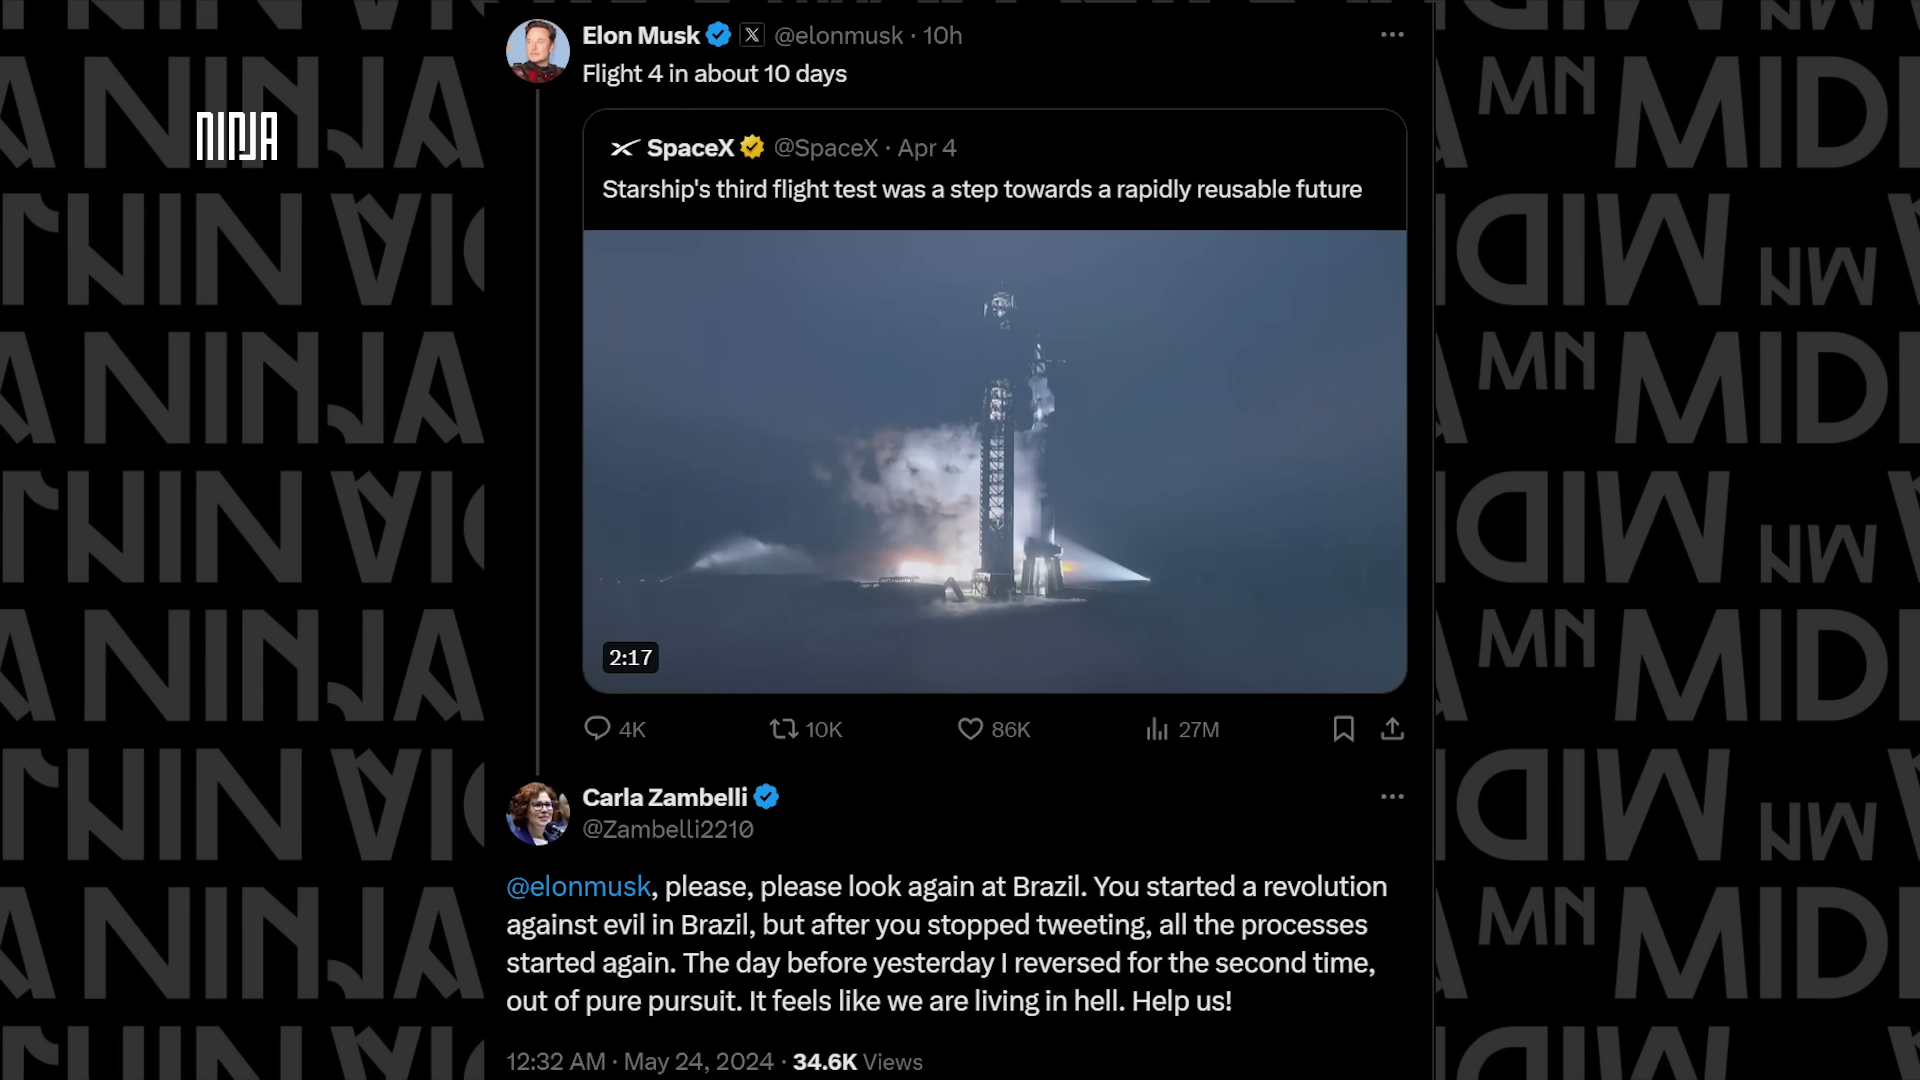 NINJA
Elon Musk @elonmusk · 10h
Flight 4 in about 10 days
SpaceX @SpaceX · Apr 4
Starship's third flight test was a step towards a rapidly reusable future
2:17
4K 10K 86K 27M
Carla Zambelli
@Zambelli2210
@elonmusk, please, please look again at Brazil. You started a revolution
against evil in Brazil, but after you stopped tweeting, all the processes
started again. The day before yesterday I reversed for the second time,
out of pure pursuit. It feels like we are living in hell. Help us!
12:32 AM · May 24, 2024 · 34.6K Views